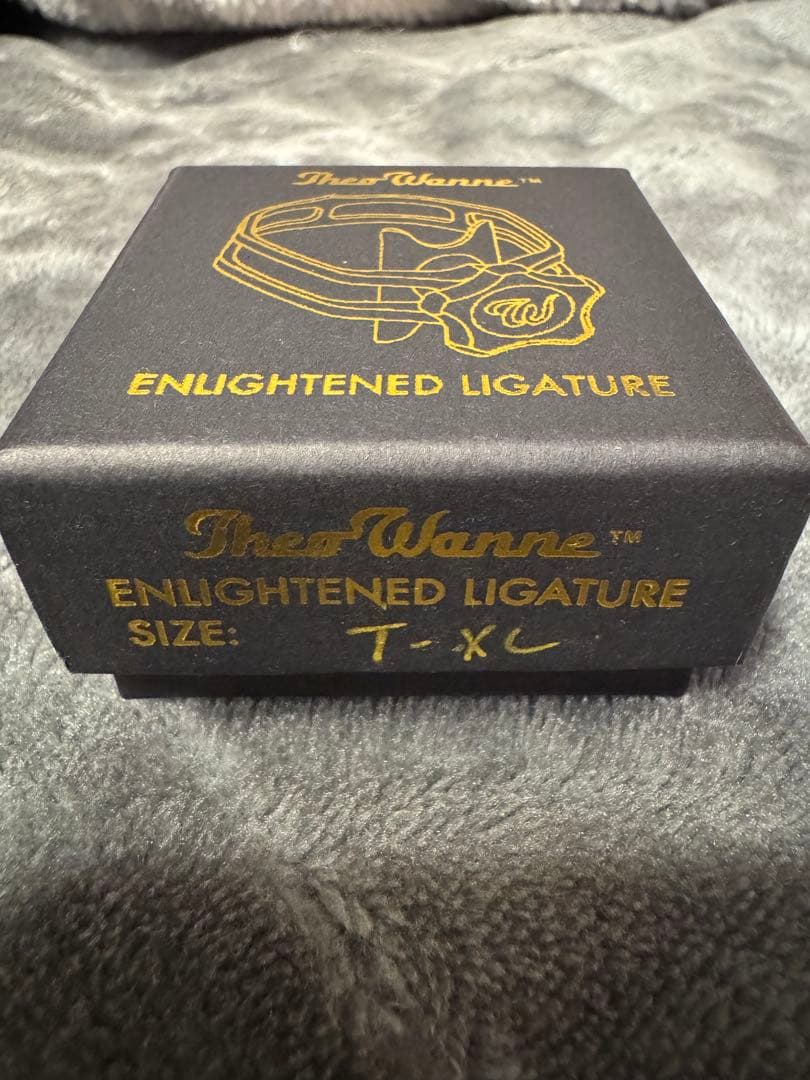 Theo Wanne™
W
ENLIGHTENED LIGATURE
Theo Wanne™
ENLIGHTENED LIGATURE
SIZE: T-XL